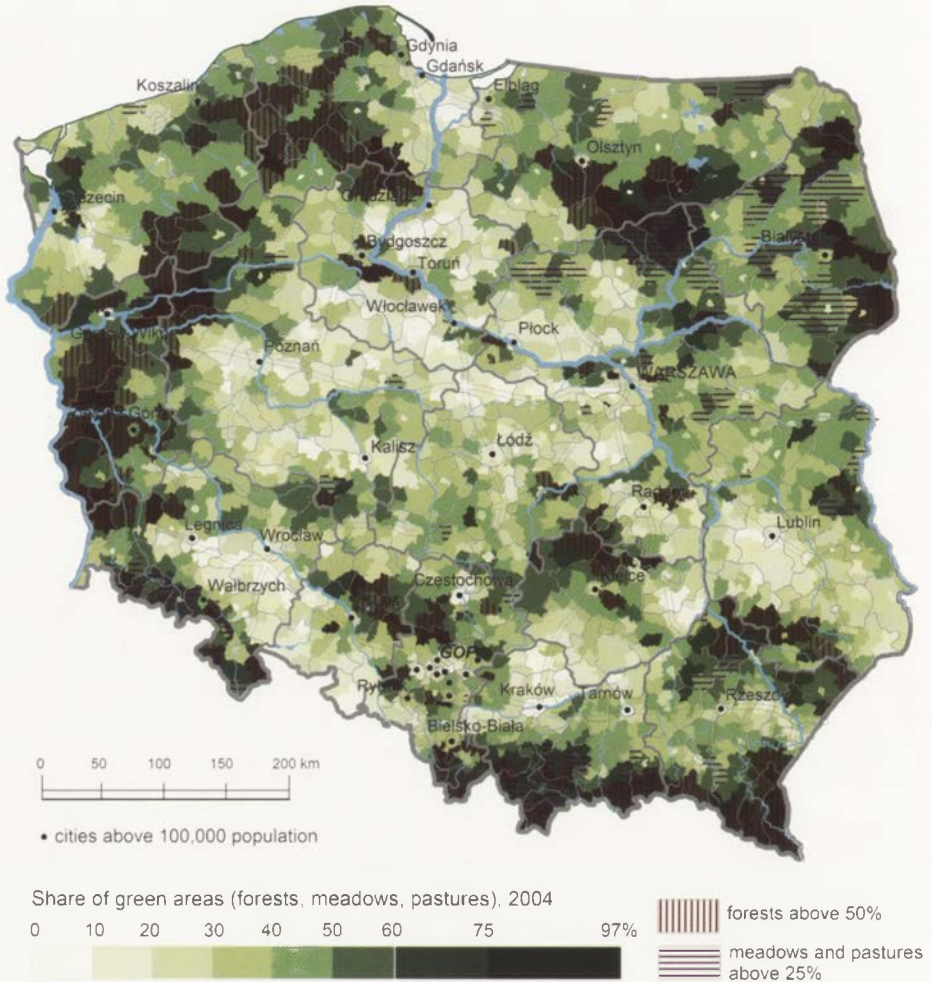 Gdynia
Gdańsk
Koszalin
Elbląg
Olsztyn
Bydgoszcz
Toruń
Włocławek
Płock
Poznań
WARSZAWA
Kalisz
Łódź
Legnica
Wrocław
Lublin
Wałbrzych
Częstochowa
Kielce
GOP
Kraków
Tarnów
Rzeszów
Bielsko-Biała
0 50 100 150 200 km
• cities above 100,000 population
Share of green areas (forests, meadows, pastures), 2004
0 10 20 30 40 50 60 75 97%
forests above 50%
meadows and pastures
above 25%